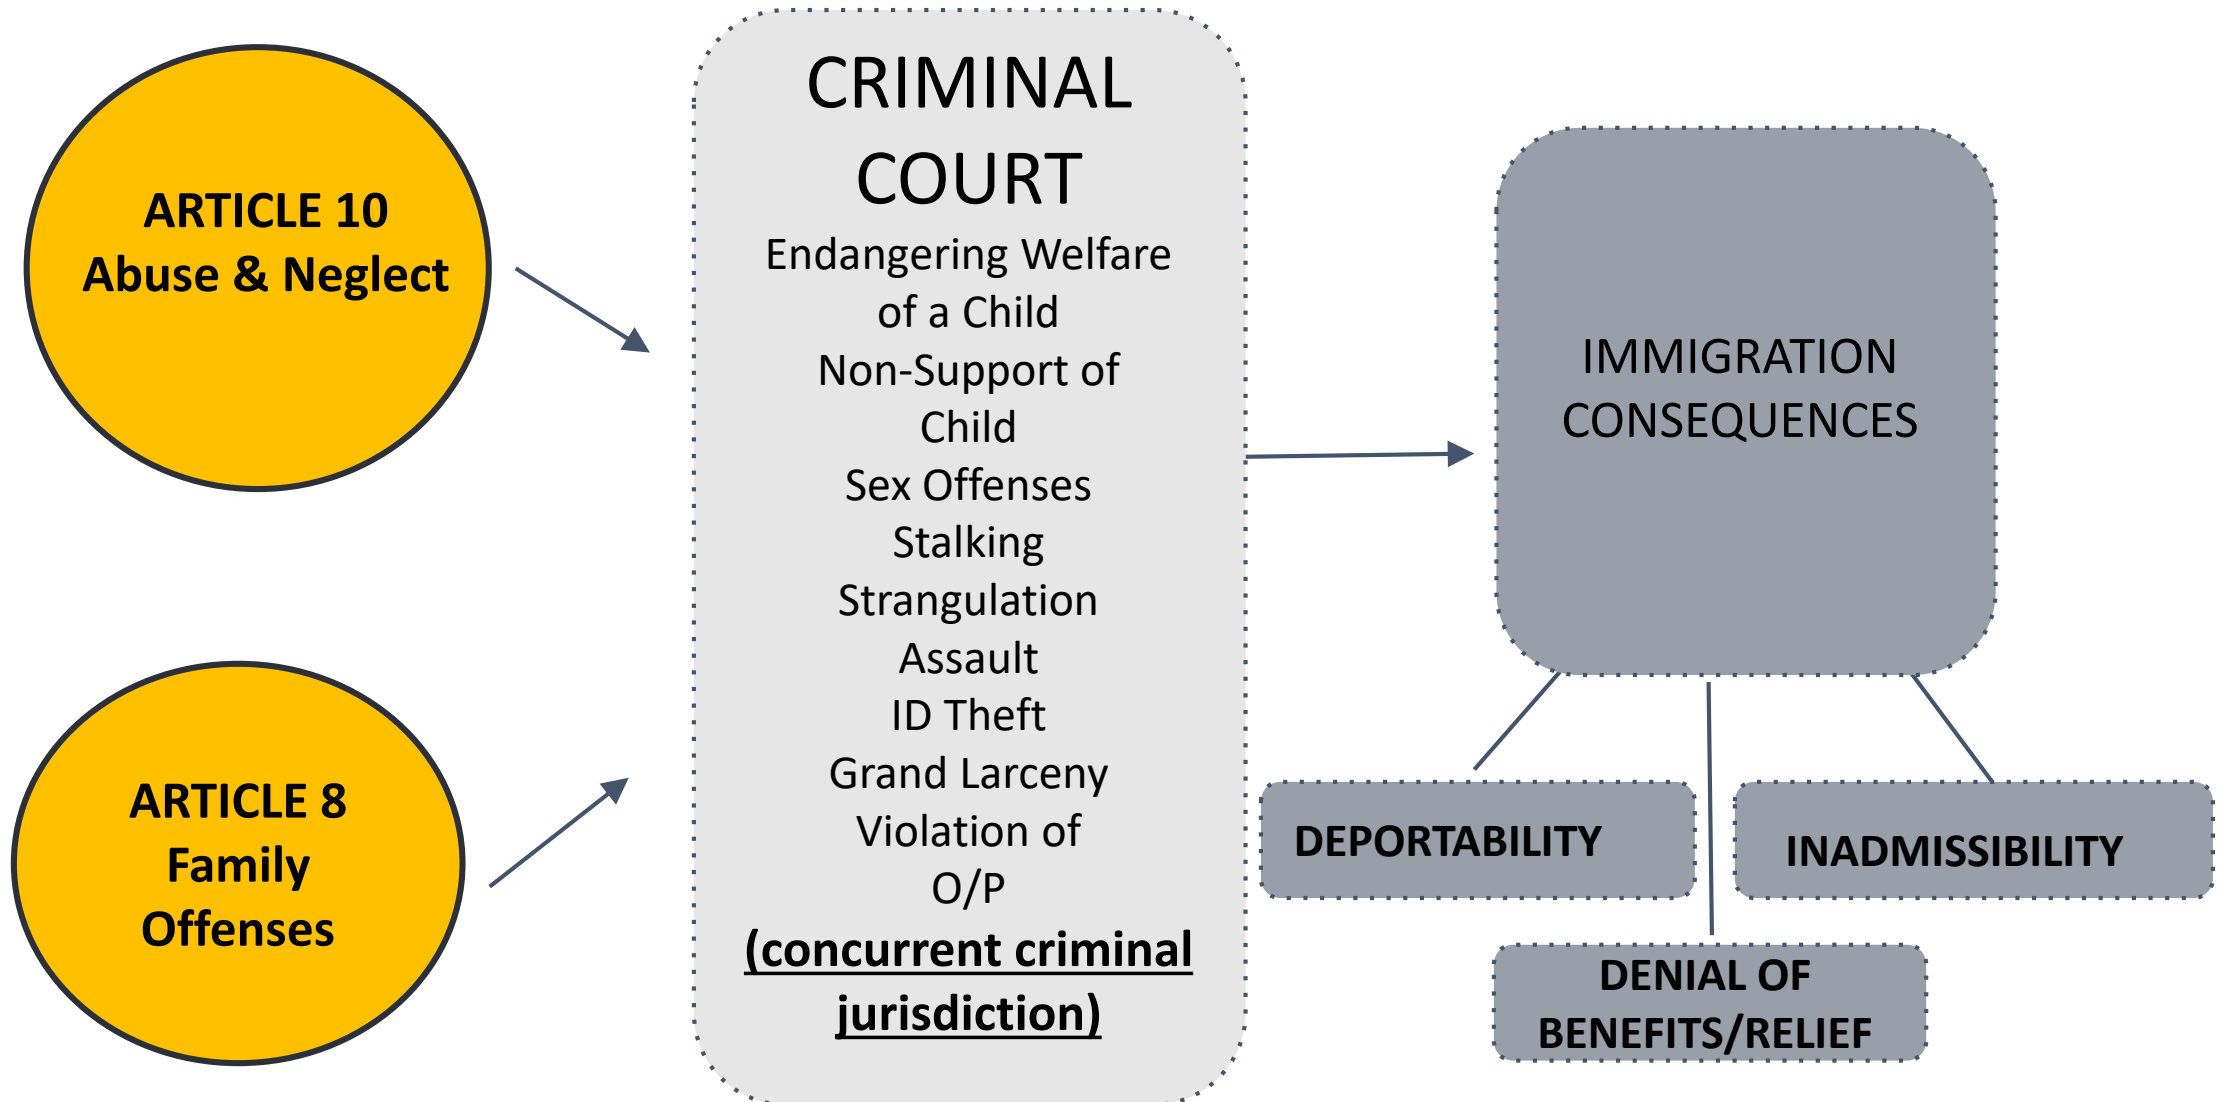 ARTICLE 10
Abuse & Neglect
ARTICLE 8
Family
Offenses
CRIMINAL
COURT
Endangering Welfare
of a Child
Non-Support of
Child
Sex Offenses
Stalking
Strangulation
Assault
ID Theft
Grand Larceny
Violation of
O/P
(concurrent criminal
jurisdiction)
IMMIGRATION
CONSEQUENCES
DEPORTABILITY
INADMISSIBILITY
DENIAL OF
BENEFITS/RELIEF